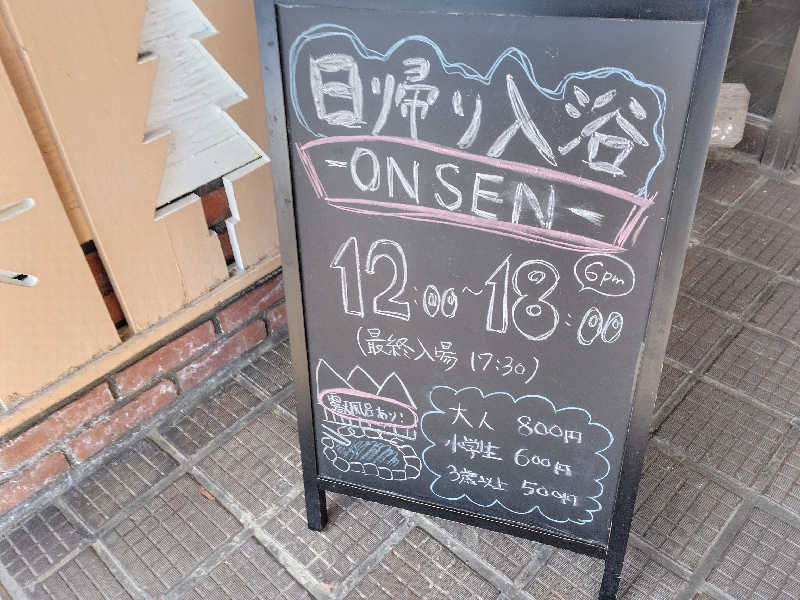 日帰り入浴
-ONSEN-
12:00~18:00
6pm
(最終入場 17:30)
露天風呂あり!
大人 800円
小学生 600円
3歳以上 500円